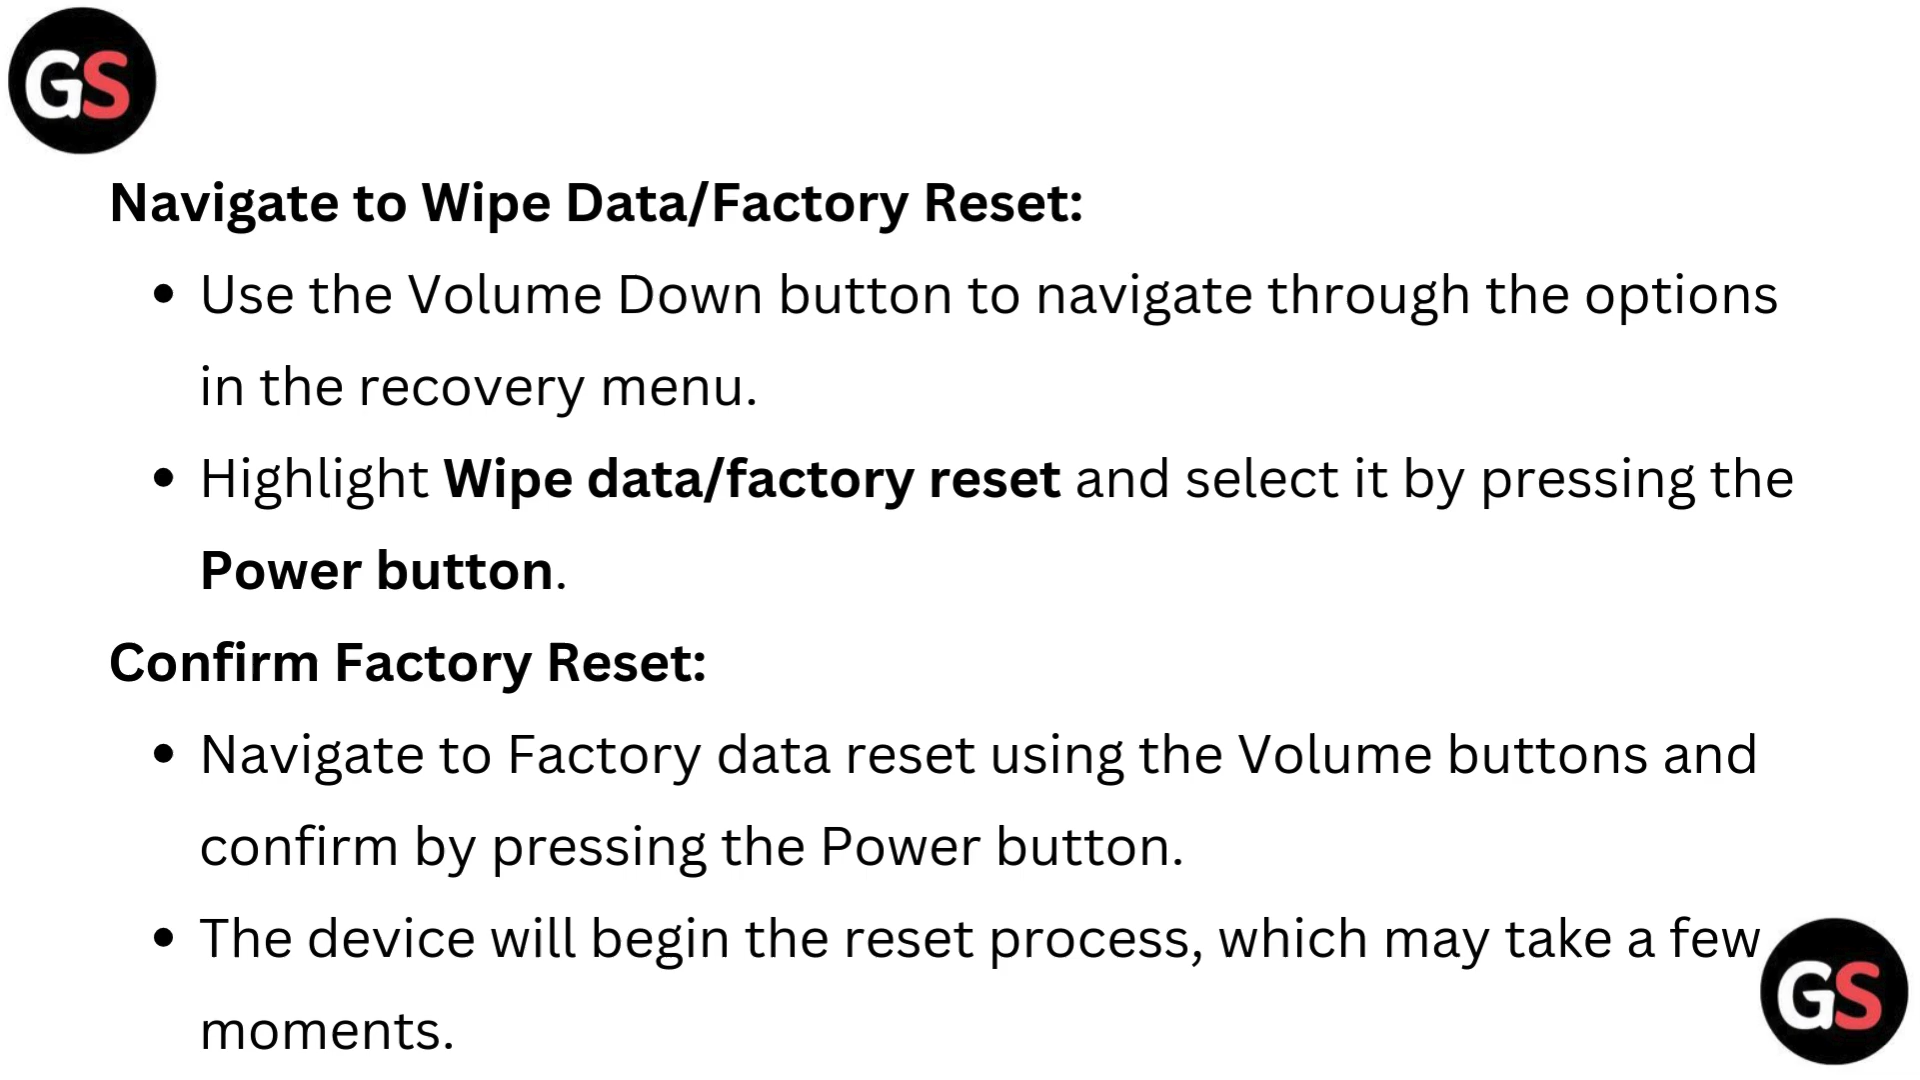 GS
Navigate to Wipe Data/Factory Reset:
• Use the Volume Down button to navigate through the options
in the recovery menu.
• Highlight Wipe data/factory reset and select it by pressing the
Power button.
Confirm Factory Reset:
• Navigate to Factory data reset using the Volume buttons and
confirm by pressing the Power button.
• The device will begin the reset process, which may take a few
moments.
GS